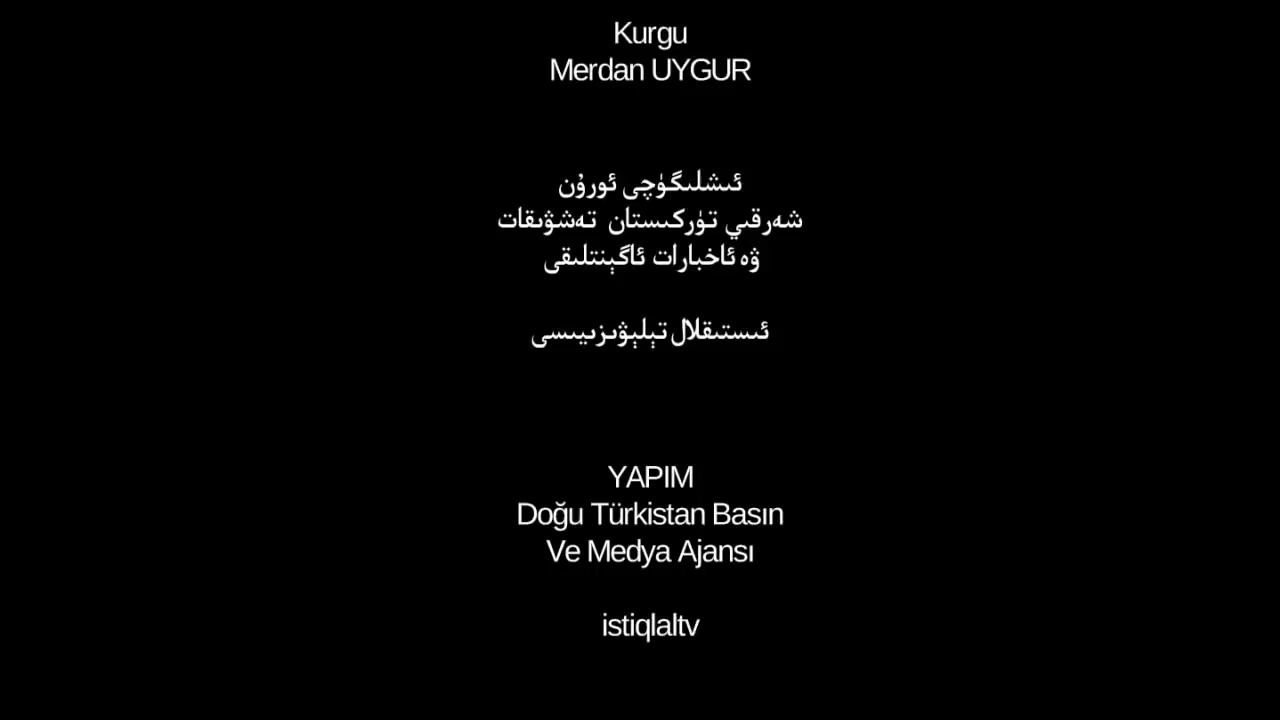 Kurgu
Merdan UYGUR
ئىشلىگۈچى ئورۇن
شەرقىي تۈركىستان تەشۋىقات
ۋە ئاخبارات ئاگېنتلىقى
ئىستىقلال تېلېۋىزىيىسى
YAPIM
Doğu Türkistan Basın
Ve Medya Ajansı
istiqlaltv